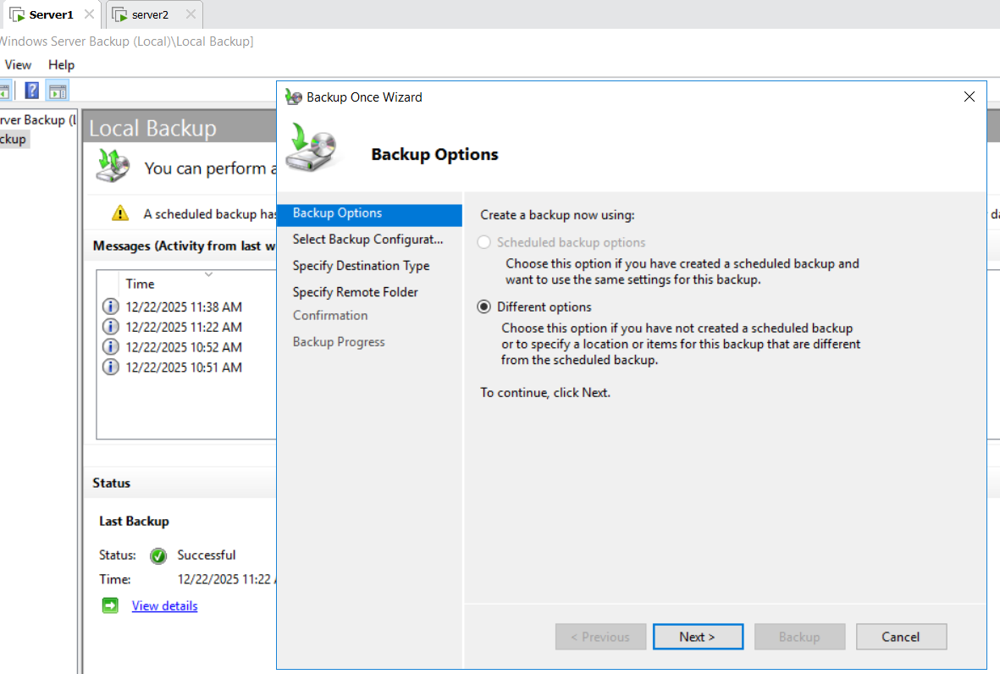 Server1
server2
Windows Server Backup (Local)\Local Backup]
View Help
Backup Once Wizard
rver Backup (L
ckup
Local Backup
Backup Options
You can perform a
A scheduled backup has
da
Messages (Activity from last w
Time
12/22/2025 11:38 AM
12/22/2025 11:22 AM
12/22/2025 10:52 AM
12/22/2025 10:51 AM
Status
Last Backup
Status: Successful
Time: 12/22/2025 11:22
View details
Backup Options
Select Backup Configurat...
Specify Destination Type
Specify Remote Folder
Confirmation
Backup Progress
Create a backup now using:
Scheduled backup options
Choose this option if you have created a scheduled backup and
want to use the same settings for this backup.
Different options
Choose this option if you have not created a scheduled backup
or to specify a location or items for this backup that are different
from the scheduled backup.
To continue, click Next.
< Previous
Next >
Backup
Cancel